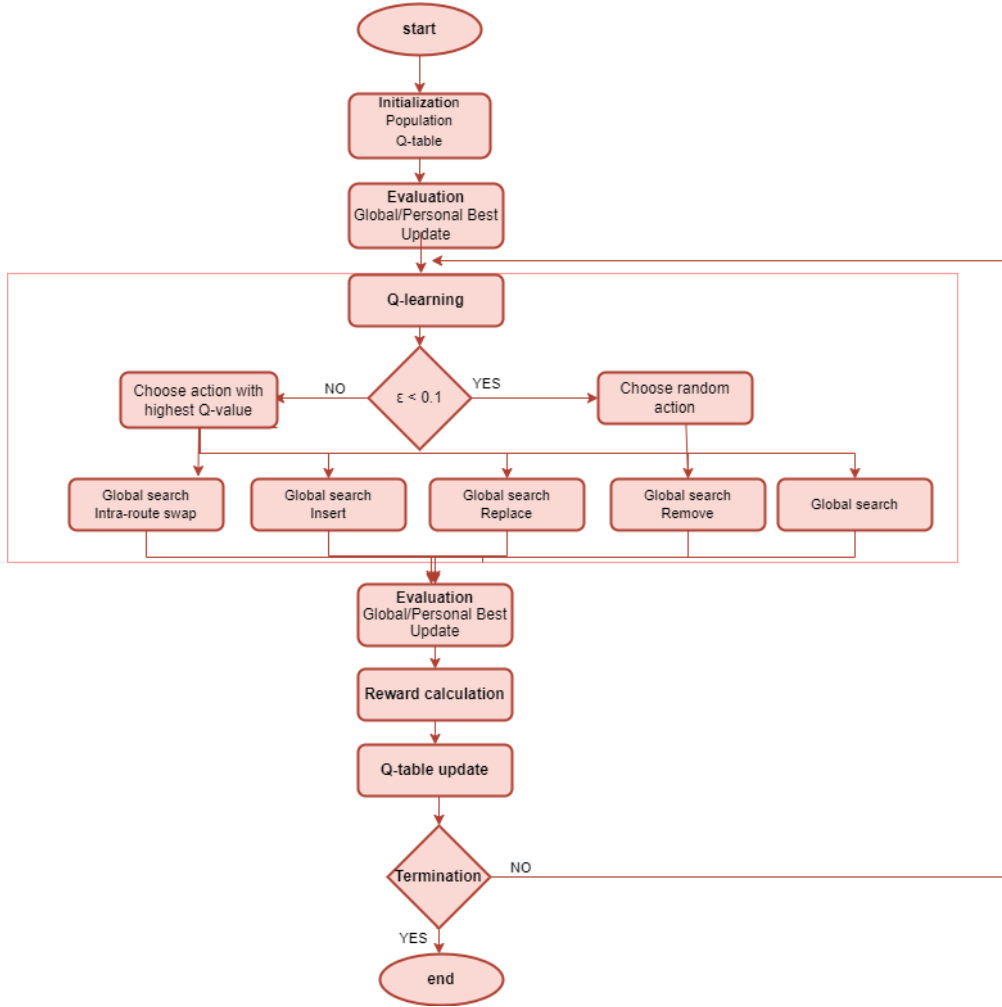 start
Initialization
Population
Q-table
Evaluation
Global/Personal Best
Update
Q-learning
NO
YES
ε < 0.1
Choose action with
highest Q-value
Choose random
action
Global search
Intra-route swap
Global search
Insert
Global search
Replace
Global search
Remove
Global search
Evaluation
Global/Personal Best
Update
Reward calculation
Q-table update
Termination
NO
YES
end